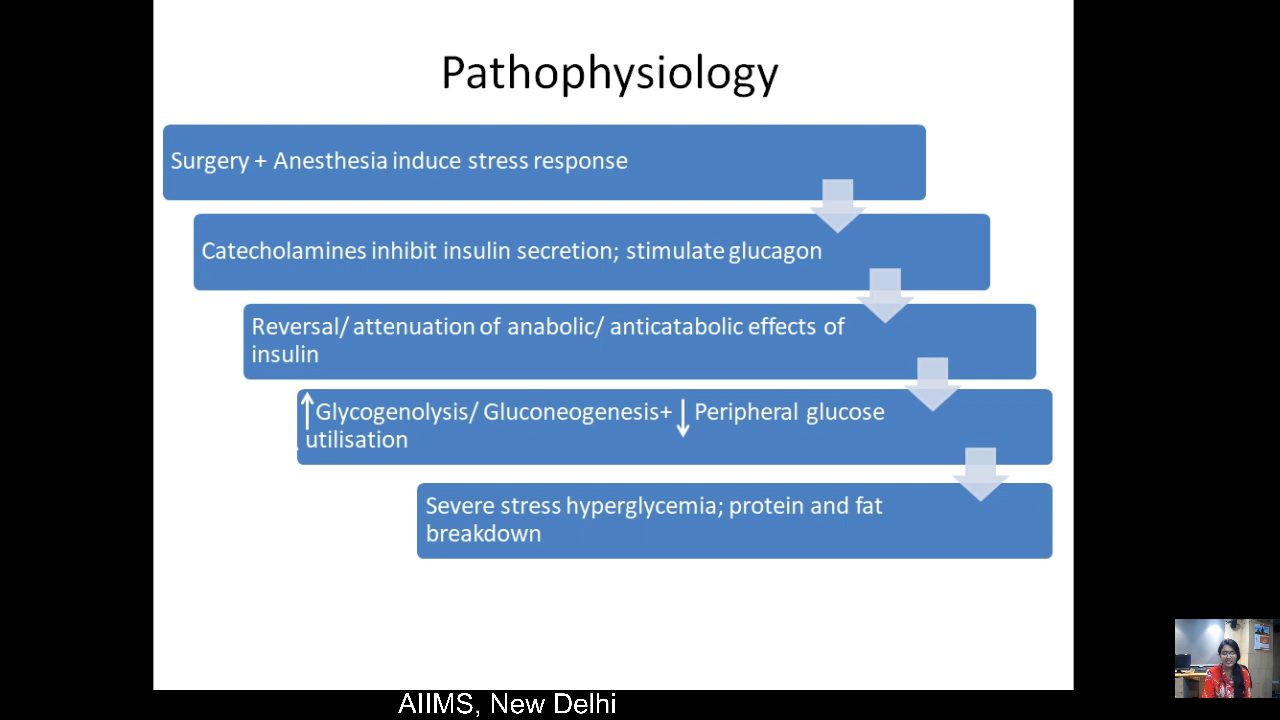 Pathophysiology
Surgery + Anesthesia induce stress response
Catecholamines inhibit insulin secretion; stimulate glucagon
Reversal/ attenuation of anabolic/ anticatabolic effects of
insulin
↑Glycogenolysis/ Gluconeogenesis+ ↓ Peripheral glucose
utilisation
Severe stress hyperglycemia; protein and fat
breakdown
AIIMS, New Delhi